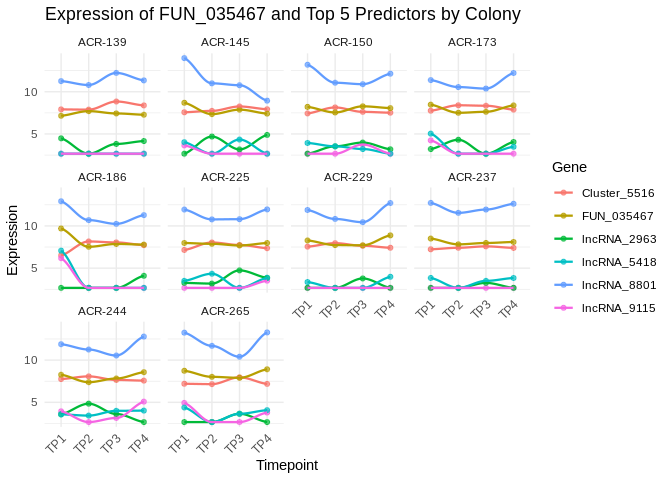 Expression of FUN_035467 and Top 5 Predictors by Colony
ACR-139 ACR-145 ACR-150 ACR-173
10
5
ACR-186 ACR-225 ACR-229 ACR-237
10
5
ACR-244 ACR-265
10
5
TP1 TP2 TP3 TP4 TP1 TP2 TP3 TP4
TP1 TP2 TP3 TP4 TP1 TP2 TP3 TP4
Expression
Timepoint
Gene
Cluster_5516
FUN_035467
lncRNA_2963
lncRNA_5418
lncRNA_8801
lncRNA_9115